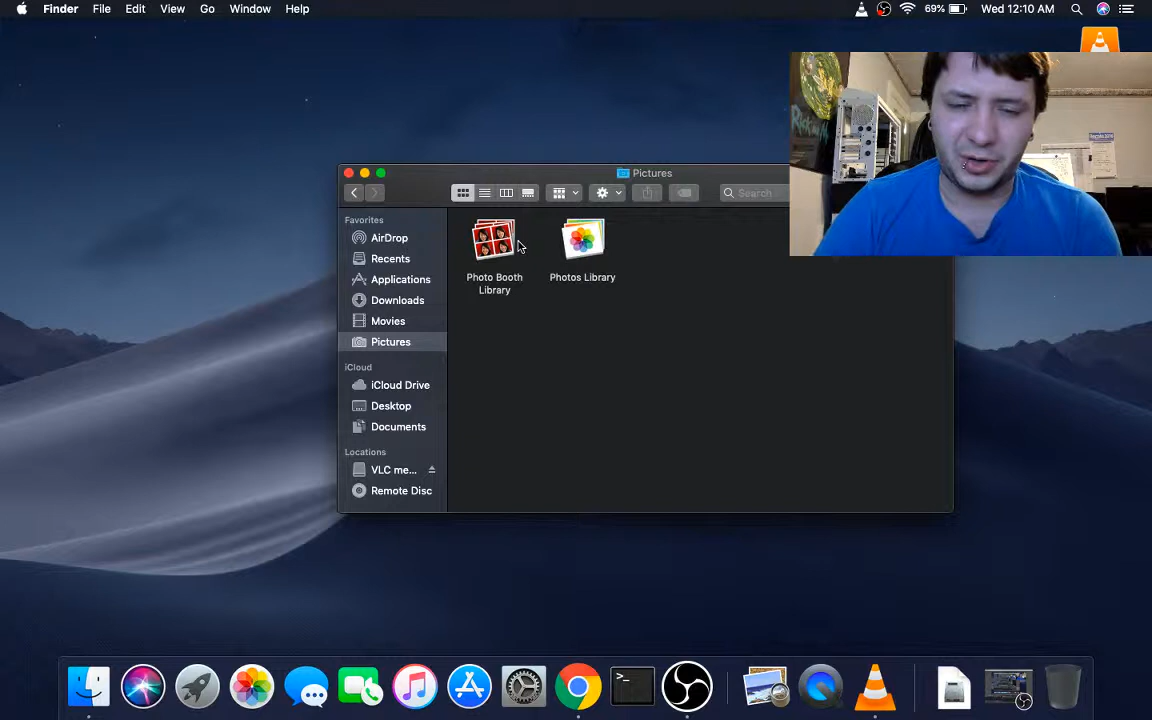 Finder File Edit View Go Window Help 69% Wed 12:10 AM
Pictures
Search
Favorites
AirDrop
Recents
Applications
Downloads
Movies
Pictures
iCloud
iCloud Drive
Desktop
Documents
Locations
VLC me...
Remote Disc
Photo Booth
Library
Photos Library
>_